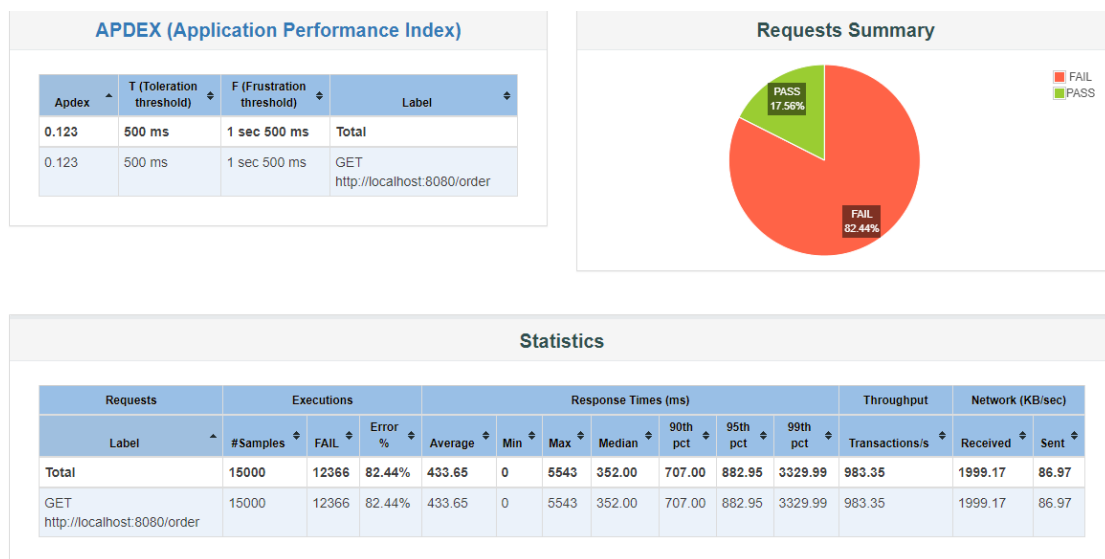 APDEX (Application Performance Index)
Apdex T (Toleration threshold) F (Frustration threshold) Label
0.123 500 ms 1 sec 500 ms Total
0.123 500 ms 1 sec 500 ms GET
http://localhost:8080/order
Requests Summary
FAIL
PASS
PASS
17.56%
FAIL
82.44%
Statistics
Requests Executions Response Times (ms) Throughput Network (KB/sec)
Label #Samples FAIL Error % Average Min Max Median 90th pct 95th pct 99th pct Transactions/s Received Sent
Total 15000 12366 82.44% 433.65 0 5543 352.00 707.00 882.95 3329.99 983.35 1999.17 86.97
GET 15000 12366 82.44% 433.65 0 5543 352.00 707.00 882.95 3329.99 983.35 1999.17 86.97
http://localhost:8080/order